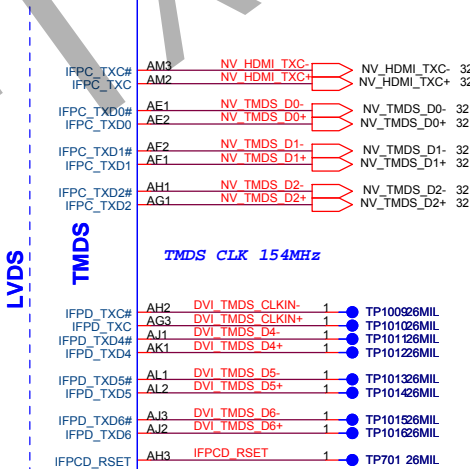 IFPC_TXC# AM3 NV_HDMI_TXC- NV_HDMI_TXC- 32
IFPC_TXC AM2 NV_HDMI_TXC+ NV_HDMI_TXC+ 32
IFPC_TXD0# AE1 NV_TMDS_D0- NV_TMDS_D0- 32
IFPC_TXD0 AE2 NV_TMDS_D0+ NV_TMDS_D0+ 32
IFPC_TXD1# AF2 NV_TMDS_D1- NV_TMDS_D1- 32
IFPC_TXD1 AF1 NV_TMDS_D1+ NV_TMDS_D1+ 32
IFPC_TXD2# AH1 NV_TMDS_D2- NV_TMDS_D2- 32
IFPC_TXD2 AG1 NV_TMDS_D2+ NV_TMDS_D2+ 32
LVDS
TMDS
TMDS CLK 154MHz
IFPD_TXC# AH2 DVI_TMDS_CLKIN- 1 TP1009 26MIL
IFPD_TXC AG3 DVI_TMDS_CLKIN+ 1 TP1010 26MIL
IFPD_TXD4# AJ1 DVI_TMDS_D4- 1 TP1011 26MIL
IFPD_TXD4 AK1 DVI_TMDS_D4+ 1 TP1012 26MIL
IFPD_TXD5# AL1 DVI_TMDS_D5- 1 TP1013 26MIL
IFPD_TXD5 AL2 DVI_TMDS_D5+ 1 TP1014 26MIL
IFPD_TXD6# AJ3 DVI_TMDS_D6- 1 TP1015 26MIL
IFPD_TXD6 AJ2 DVI_TMDS_D6+ 1 TP1016 26MIL
IFPCD_RSET AH3 IFPCD_RSET 1 TP701 26MIL